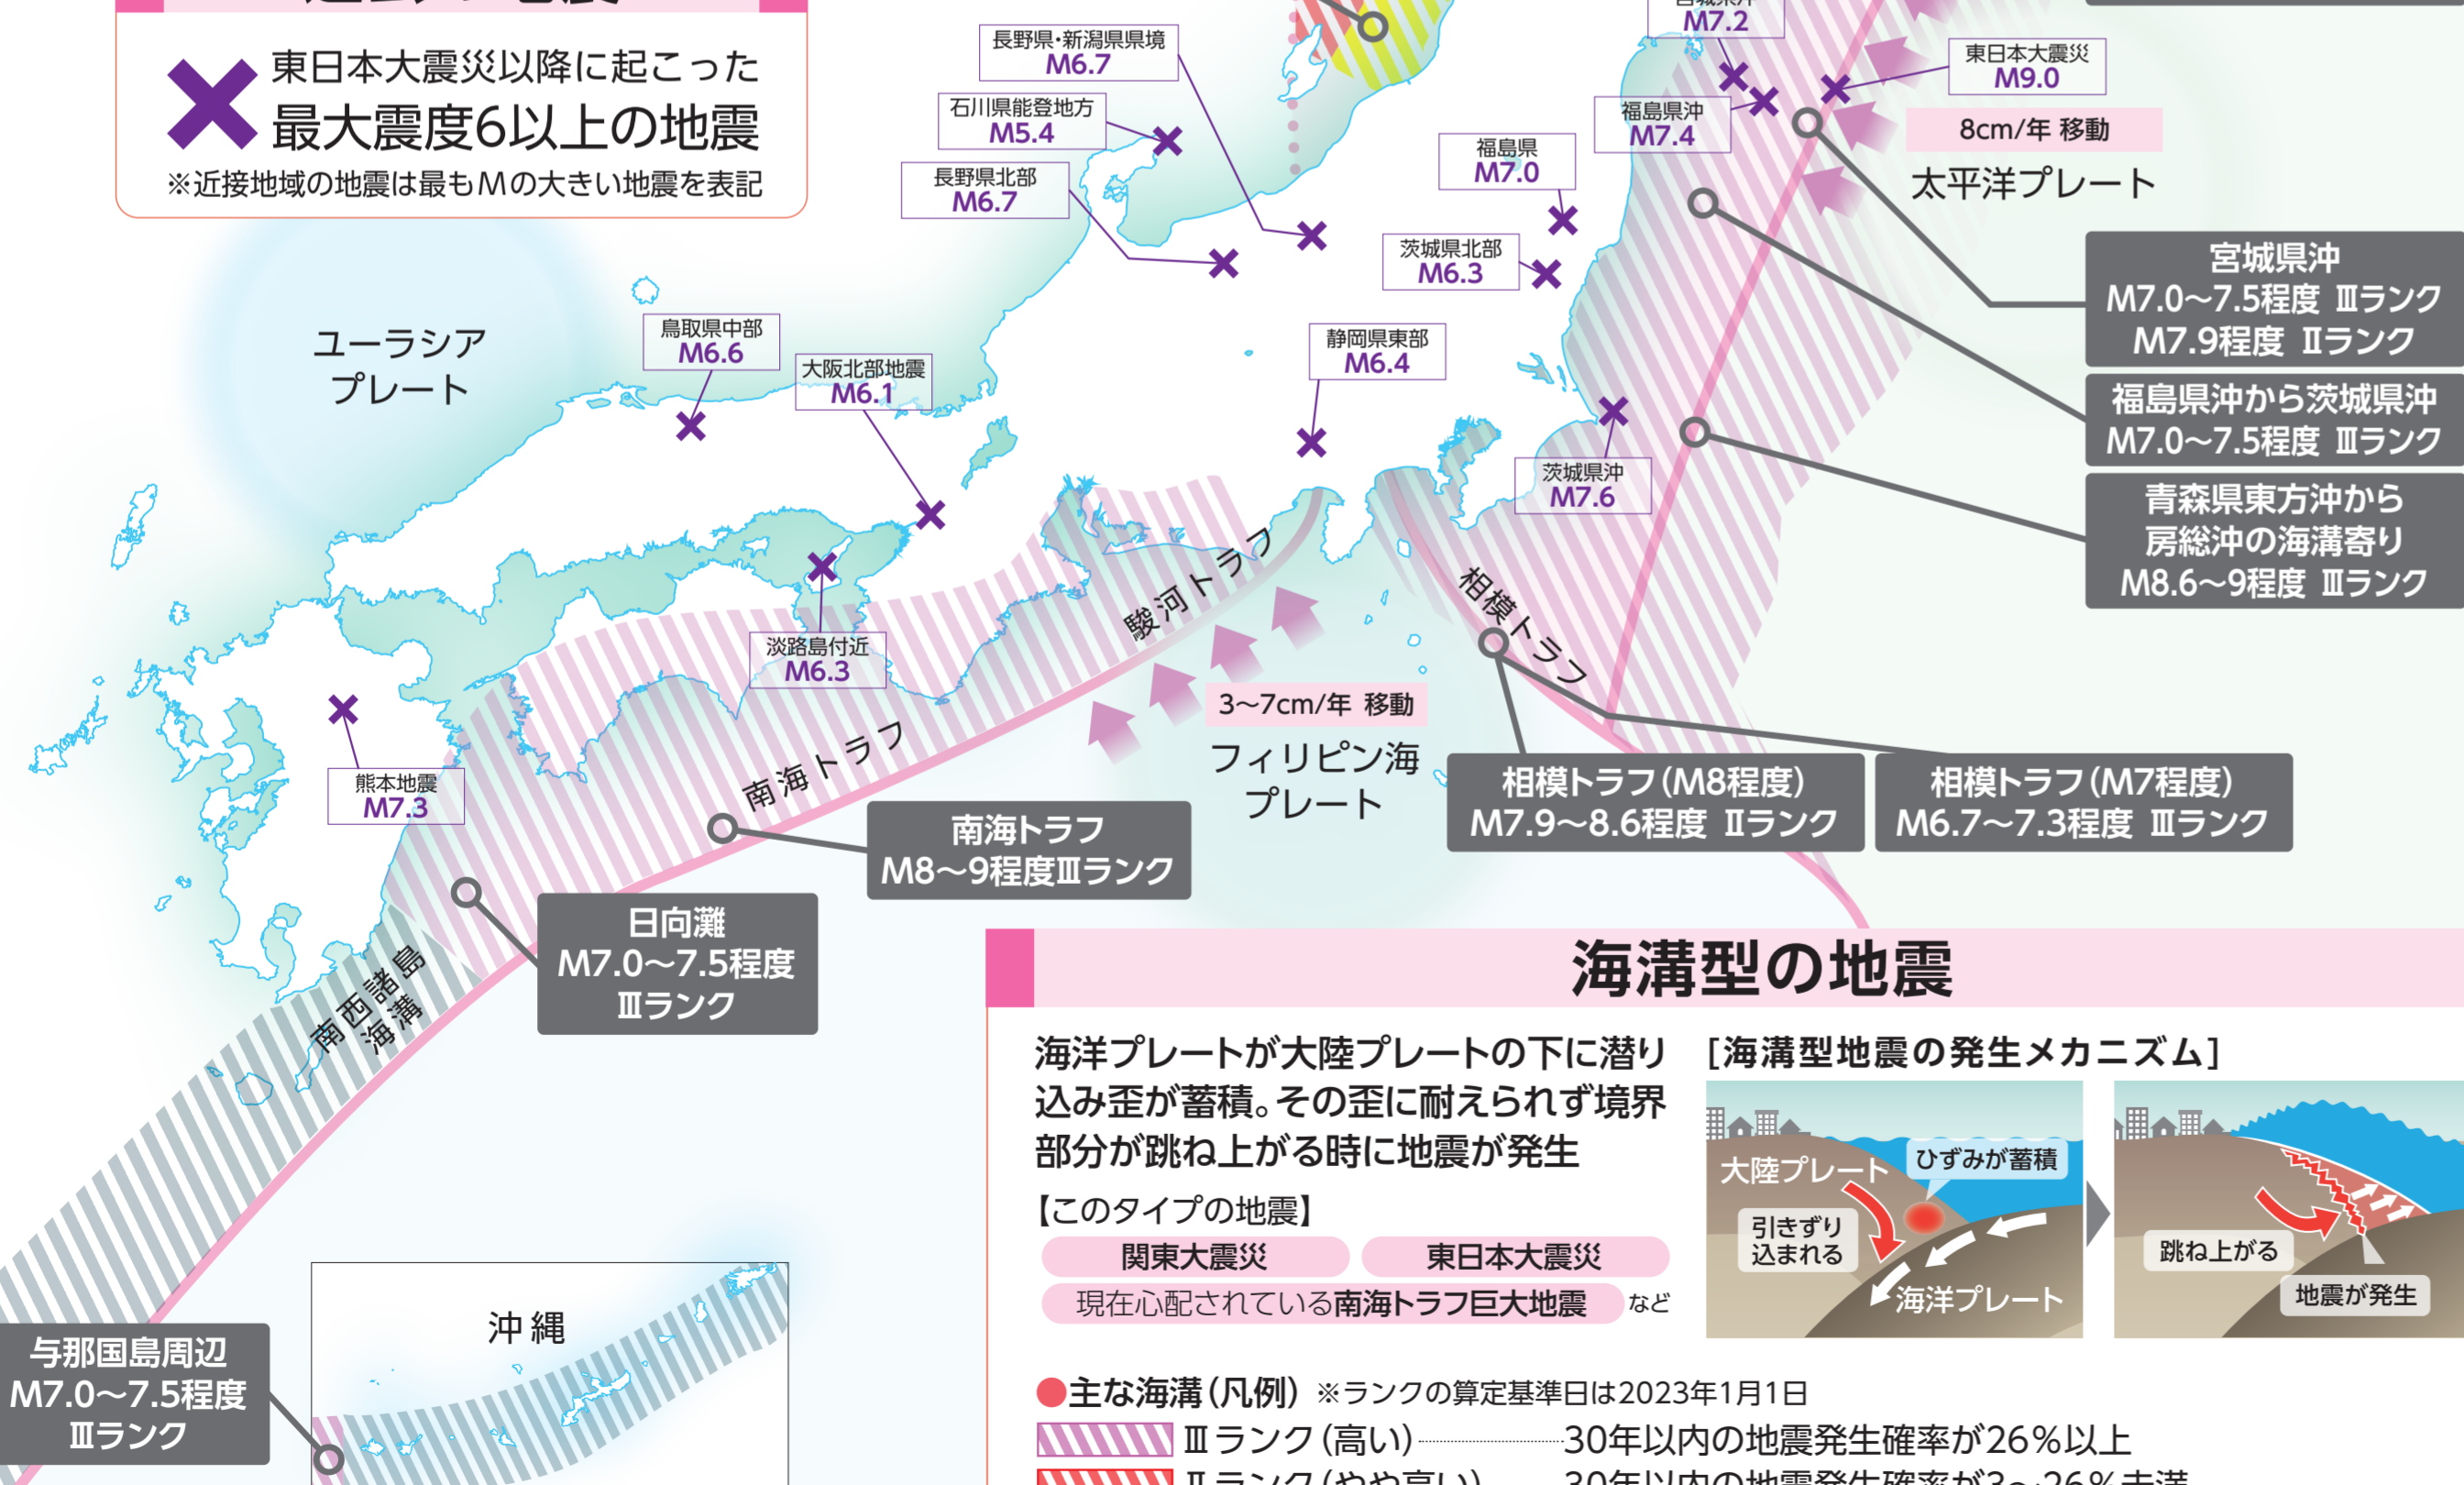 東日本大震災以降に起こった
最大震度6以上の地震
※近接地域の地震は最もMの大きい地震を表記
長野県・新潟県県境
M6.7
石川県能登地方
M5.4
長野県北部
M6.7
M7.2
東日本大震災
M9.0
福島県沖
M7.4
8cm/年 移動
太平洋プレート
福島県
M7.0
茨城県北部
M6.3
宮城県沖
M7.0〜7.5程度 Ⅲランク
M7.9程度 Ⅱランク
ユーラシア
プレート
鳥取県中部
M6.6
大阪北部地震
M6.1
静岡県東部
M6.4
福島県沖から茨城県沖
M7.0〜7.5程度 Ⅲランク
茨城県沖
M7.6
青森県東方沖から
房総沖の海溝寄り
M8.6〜9程度 Ⅲランク
駿河トラフ
相模トラフ
淡路島付近
M6.3
3〜7cm/年 移動
フィリピン海
プレート
熊本地震
M7.3
南海トラフ
相模トラフ（M8程度）
M7.9〜8.6程度 Ⅱランク
相模トラフ（M7程度）
M6.7〜7.3程度 Ⅲランク
南海トラフ
M8〜9程度Ⅲランク
日向灘
M7.0〜7.5程度
Ⅲランク
南西諸島
海溝
海溝型の地震
海洋プレートが大陸プレートの下に潜り
込み歪が蓄積。その歪に耐えられず境界
部分が跳ね上がる時に地震が発生
【このタイプの地震】
関東大震災
東日本大震災
現在心配されている南海トラフ巨大地震 など
[海溝型地震の発生メカニズム]
大陸プレート
ひずみが蓄積
引きずり
込まれる
海洋プレート
跳ね上がる
地震が発生
沖縄
与那国島周辺
M7.0〜7.5程度
Ⅲランク
●主な海溝（凡例） ※ランクの算定基準日は2023年1月1日
Ⅲランク（高い） 30年以内の地震発生確率が26%以上
Ⅱランク（やや高い） 30年以内の地震発生確率が3〜26%未満